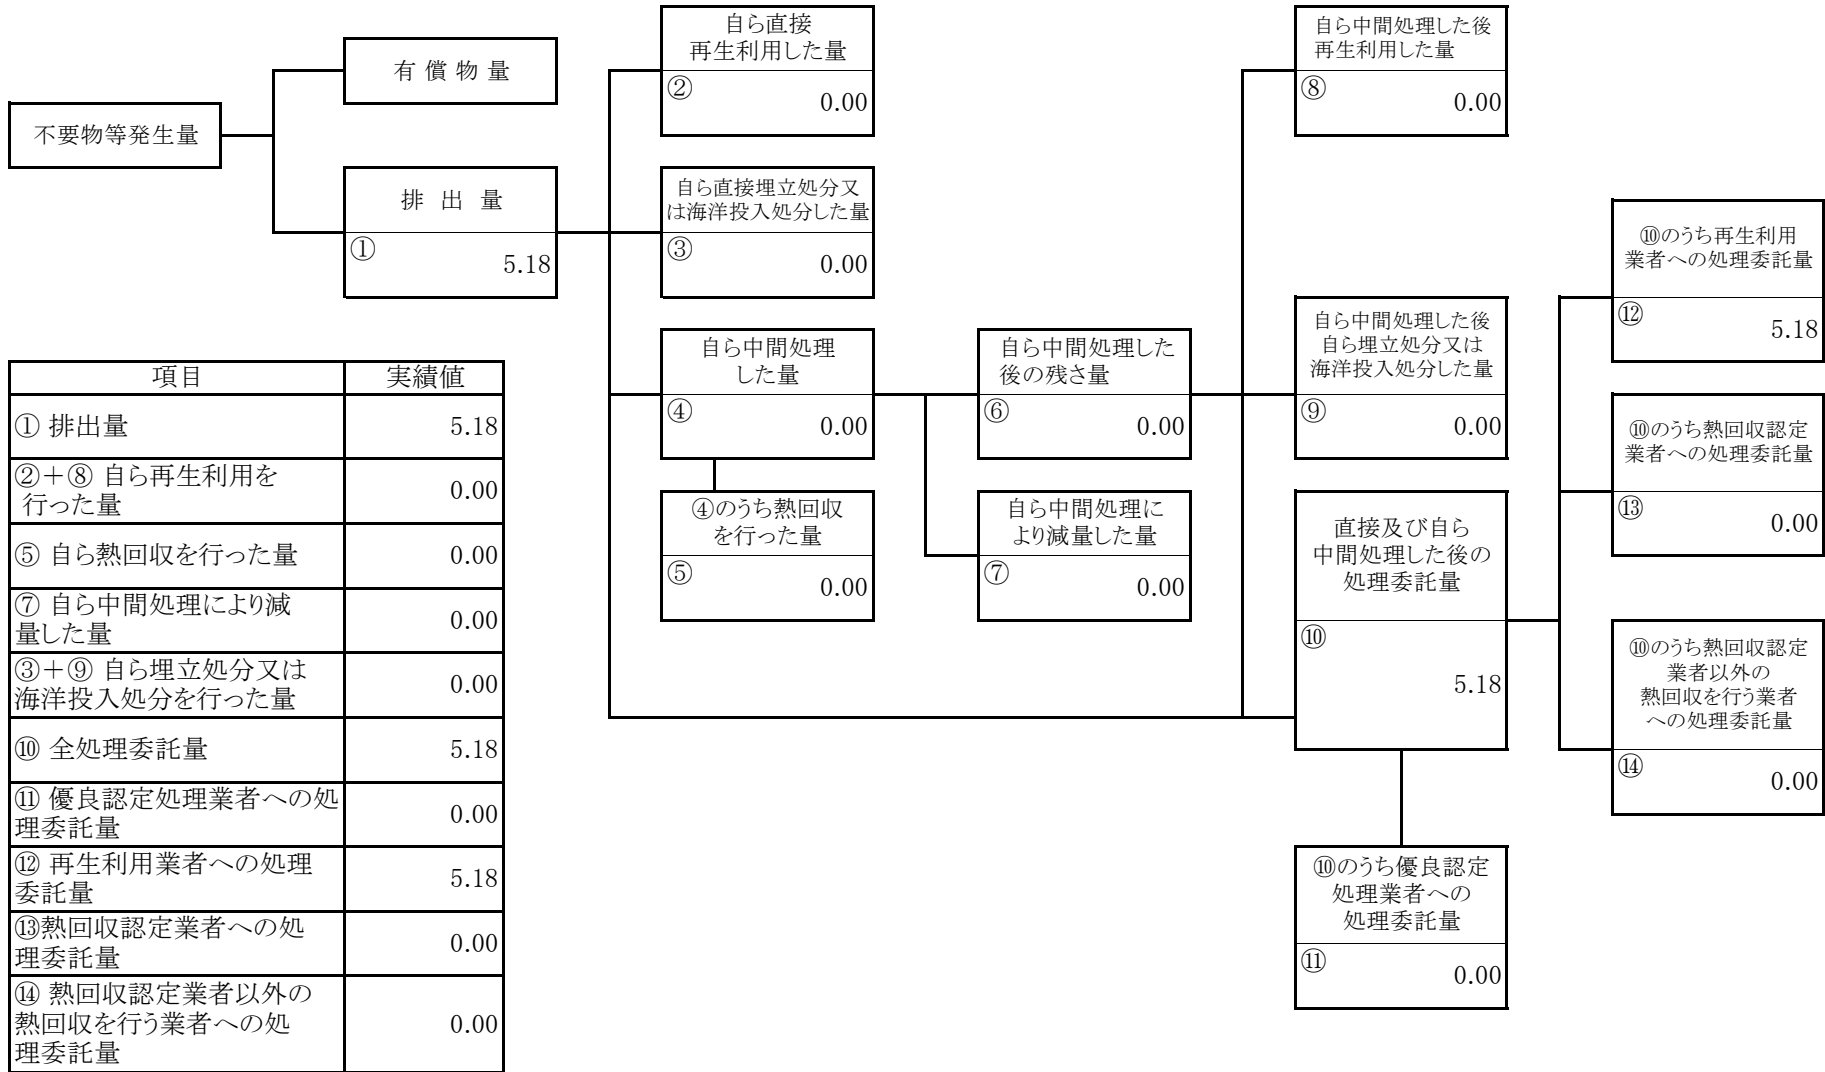 不要物等発生量
有 償 物 量
排 出 量
①
5.18
自ら直接
再生利用した量
②
0.00
自ら直接埋立処分又
は海洋投入処分した量
③
0.00
自ら中間処理
した量
④
0.00
④のうち熱回収
を行った量
⑤
0.00
自ら中間処理した
後の残さ量
⑥
0.00
自ら中間処理に
より減量した量
⑦
0.00
自ら中間処理した後
再生利用した量
⑧
0.00
自ら中間処理した後
自ら埋立処分又は
海洋投入処分した量
⑨
0.00
直接及び自ら
中間処理した後の
処理委託量
⑩
5.18
⑩のうち優良認定
処理業者への
処理委託量
⑪
0.00
⑩のうち再生利用
業者への処理委託量
⑫
5.18
⑩のうち熱回収認定
業者への処理委託量
⑬
0.00
⑩のうち熱回収認定
業者以外の
熱回収を行う業者
への処理委託量
⑭
0.00
項目 実績値
① 排出量 5.18
②+⑧ 自ら再生利用を
行った量 0.00
⑤ 自ら熱回収を行った量 0.00
⑦ 自ら中間処理により減
量した量 0.00
③+⑨ 自ら埋立処分又は
海洋投入処分を行った量 0.00
⑩ 全処理委託量 5.18
⑪ 優良認定処理業者への処
理委託量 0.00
⑫ 再生利用業者への処理
委託量 5.18
⑬熱回収認定業者への処
理委託量 0.00
⑭ 熱回収認定業者以外の
熱回収を行う業者への処
理委託量 0.00